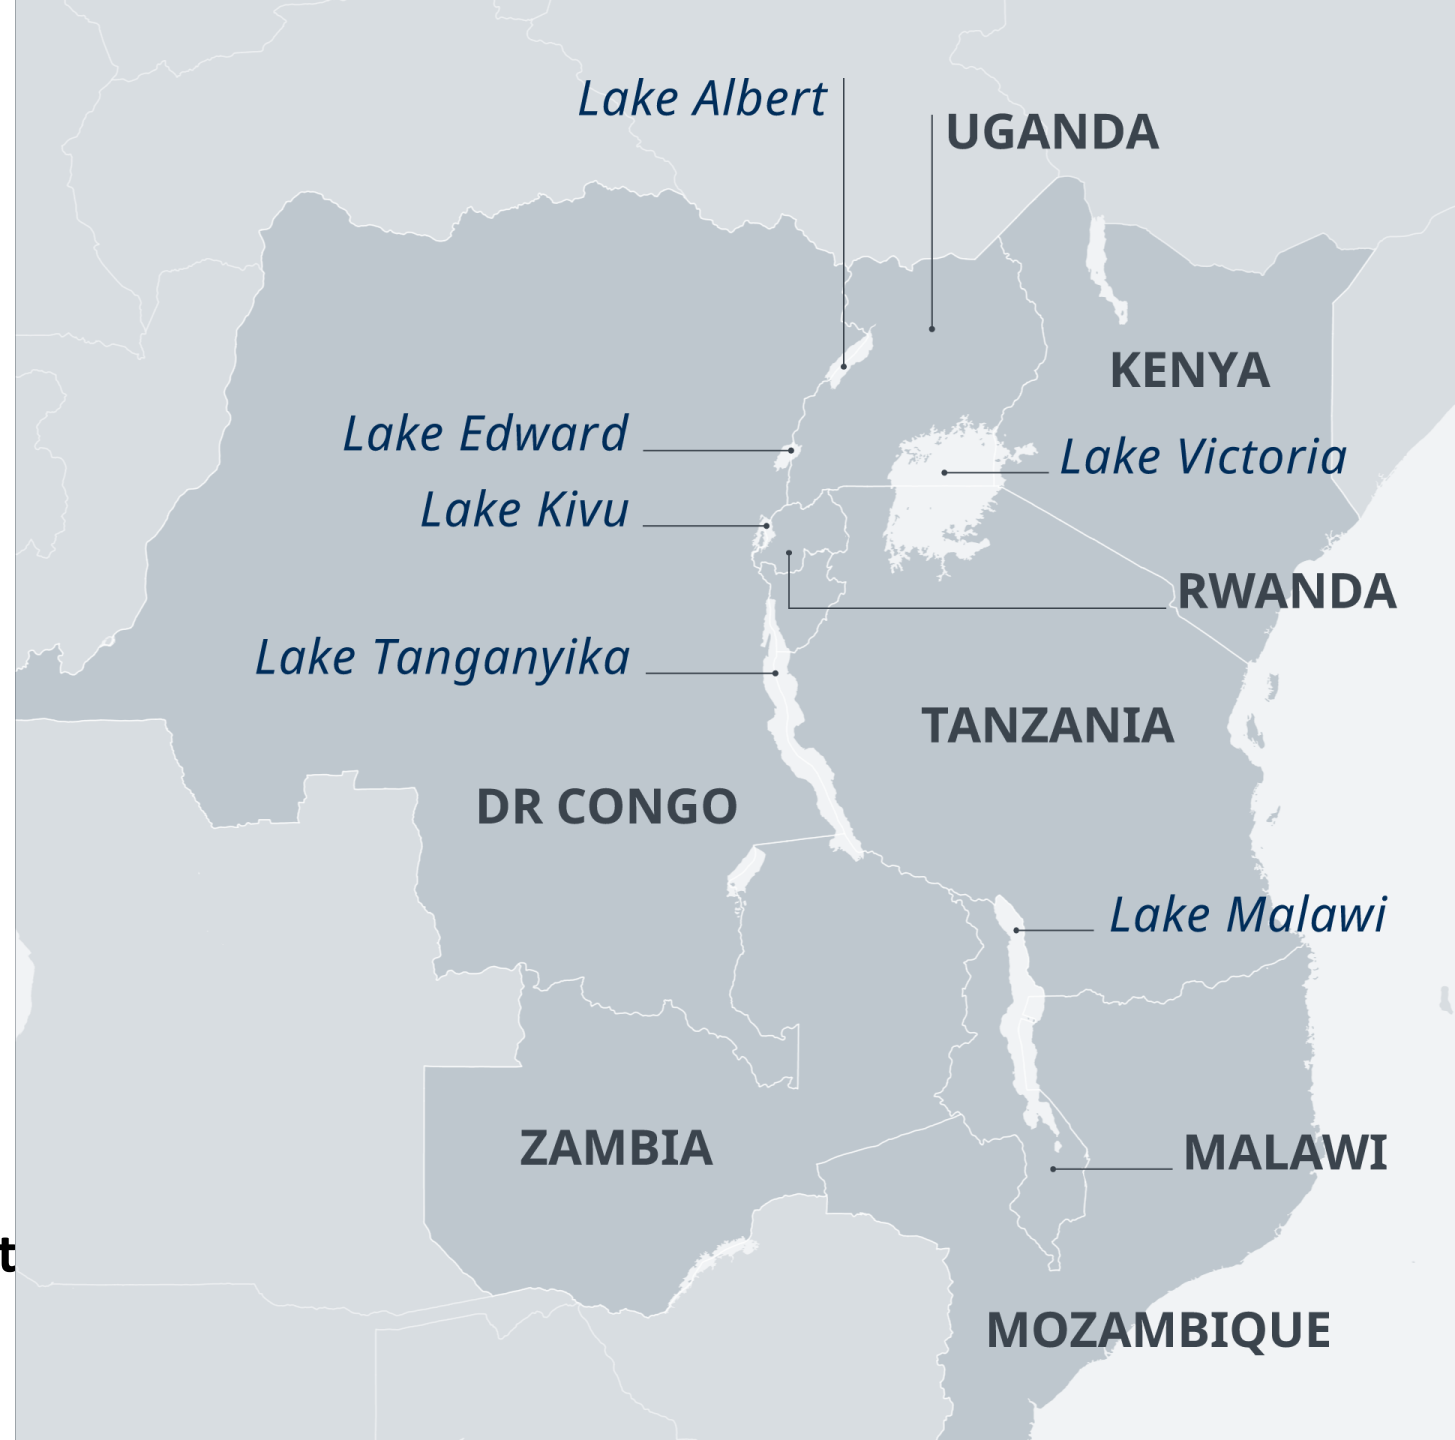 Lake Albert
UGANDA
KENYA
Lake Edward
Lake Victoria
Lake Kivu
RWANDA
Lake Tanganyika
TANZANIA
DR CONGO
Lake Malawi
ZAMBIA
MALAWI
t
MOZAMBIQUE